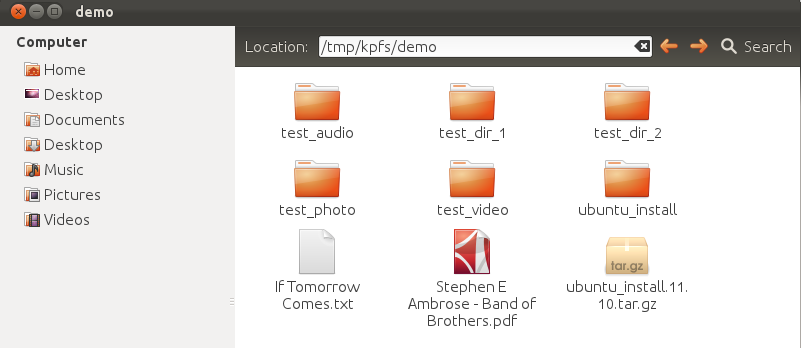 demo
Computer
Home
Desktop
Documents
Desktop
Music
Pictures
Videos
Location: /tmp/kpfs/demo Search
test_audio test_dir_1 test_dir_2
test_photo test_video ubuntu_install
tar.gz
If Tomorrow
Comes.txt
Stephen E
Ambrose - Band of
Brothers.pdf
ubuntu_install.11.
10.tar.gz